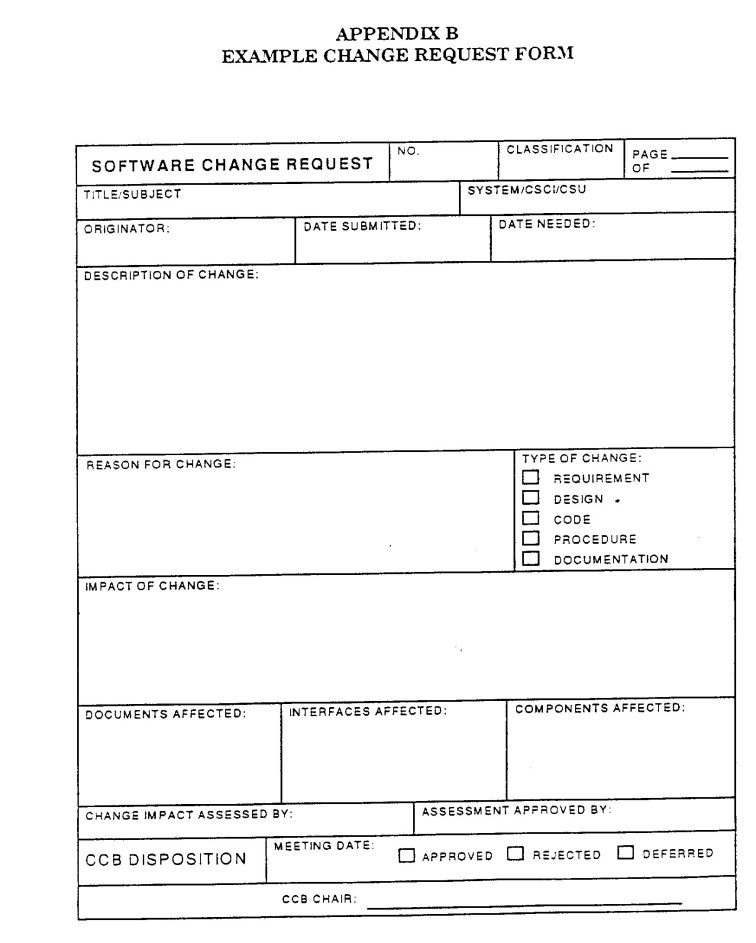 APPENDIX B
EXAMPLE CHANGE REQUEST FORM
SOFTWARE CHANGE REQUEST
NO.
CLASSIFICATION
PAGE
OF
TITLE/SUBJECT
SYSTEM/CSCI/CSU
ORIGINATOR:
DATE SUBMITTED:
DATE NEEDED:
DESCRIPTION OF CHANGE:
REASON FOR CHANGE:
TYPE OF CHANGE:
REQUIREMENT
DESIGN
CODE
PROCEDURE
DOCUMENTATION
IMPACT OF CHANGE:
DOCUMENTS AFFECTED:
INTERFACES AFFECTED:
COMPONENTS AFFECTED:
CHANGE IMPACT ASSESSED BY:
ASSESSMENT APPROVED BY:
CCB DISPOSITION
MEETING DATE:
APPROVED
REJECTED
DEFERRED
CCB CHAIR: